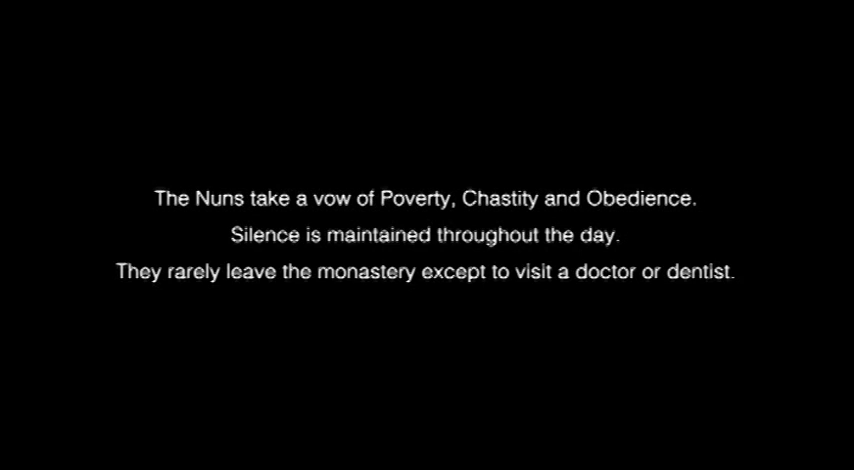 The Nuns take a vow of Poverty, Chastity and Obedience.
Silence is maintained throughout the day.
They rarely leave the monastery except to visit a doctor or dentist.